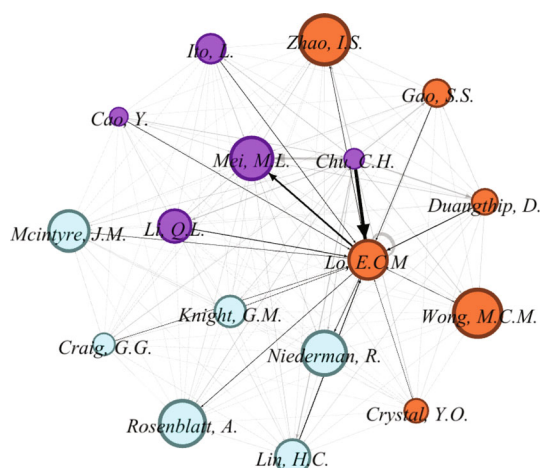 Zhao, I.S.
Ito, L.
Gao, S.S.
Cao, Y.
Mei, M.L.
Chu, C.H.
Duangthip, D.
Mcintyre, J.M.
Li, Q.L.
Lo, E.C.M
Knight, G.M.
Wong, M.C.M.
Craig, G.G.
Niederman, R.
Crystal, Y.O.
Rosenblatt, A.
Lin, H.C.